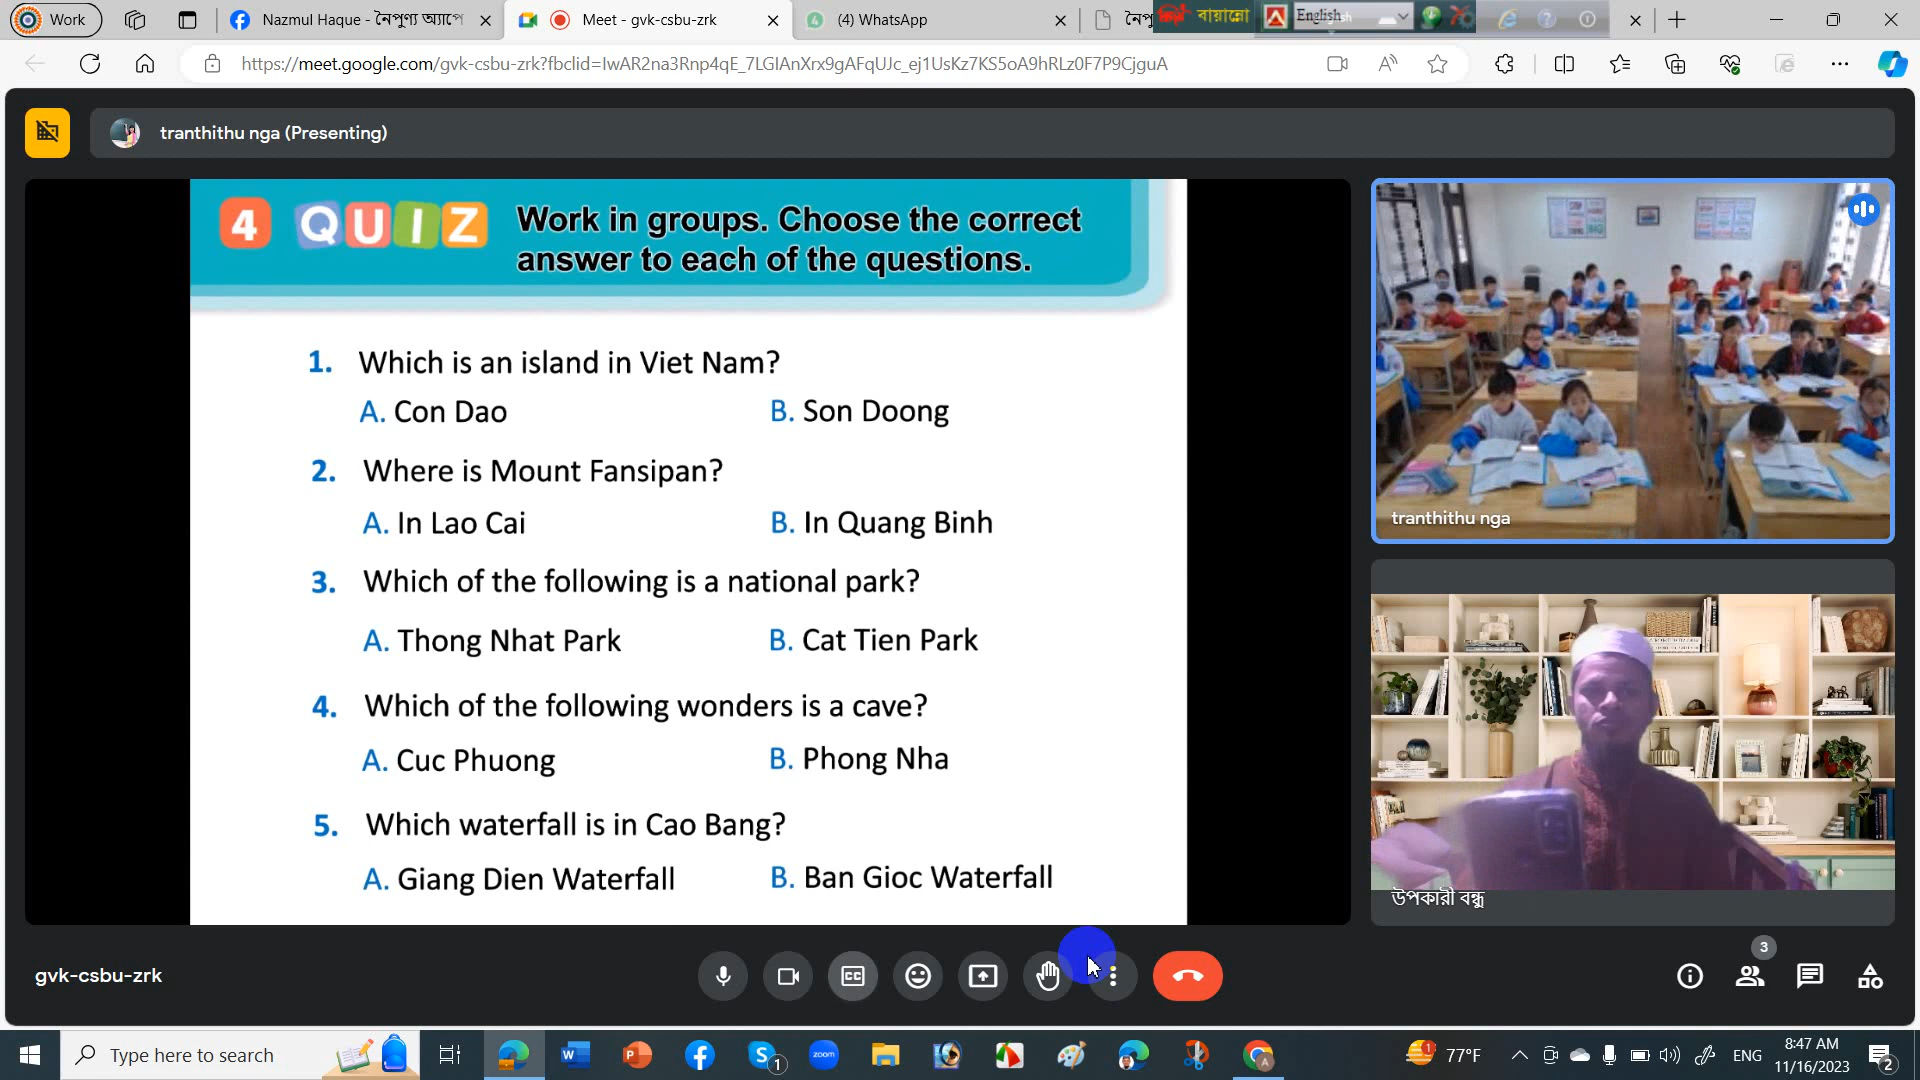 Work
Nazmul Haque - নৈপুণ্য অ্যাপে
Meet - gvk-csbu-zrk
(4) WhatsApp
নৈপু
বায়ান্নো
English
https://meet.google.com/gvk-csbu-zrk?fbclid=IwAR2na3Rnp4qE_7LGIAnXrx9gAFqUJc_ej1UsKz7KS5oA9hRLz0F7P9CjguA
tranthithu nga (Presenting)
4 QUIZ Work in groups. Choose the correct
answer to each of the questions.
1. Which is an island in Viet Nam?
A. Con Dao B. Son Doong
2. Where is Mount Fansipan?
A. In Lao Cai B. In Quang Binh
3. Which of the following is a national park?
A. Thong Nhat Park B. Cat Tien Park
4. Which of the following wonders is a cave?
A. Cuc Phuong B. Phong Nha
5. Which waterfall is in Cao Bang?
A. Giang Dien Waterfall B. Ban Gioc Waterfall
tranthithu nga
উপকারী বন্ধু
gvk-csbu-zrk
3
Type here to search
1
zoom
1
77°F
ENG
8:47 AM
11/16/2023
2